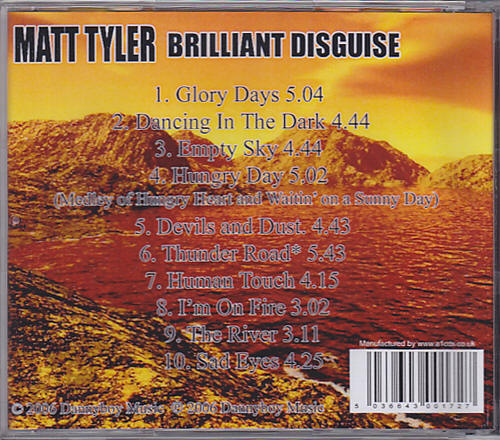 MATT TYLER BRILLIANT DISGUISE
1. Glory Days 5.04
2. Dancing In The Dark 4.44
3. Empty Sky 4.44
4. Hungry Day 5.02
(Medley of Hungry Heart and Waitin' on a Sunny Day)
5. Devils and Dust. 4.43
6. Thunder Road* 5.43
7. Human Touch 4.15
8. I'm On Fire 3.02
9. The River 3.11
10. Sad Eyes 4.25
Manufactured by www.a1cds.co.uk
5 036643 001727
© 2006 Dannyboy Music ℗ 2006 Dannyboy Music